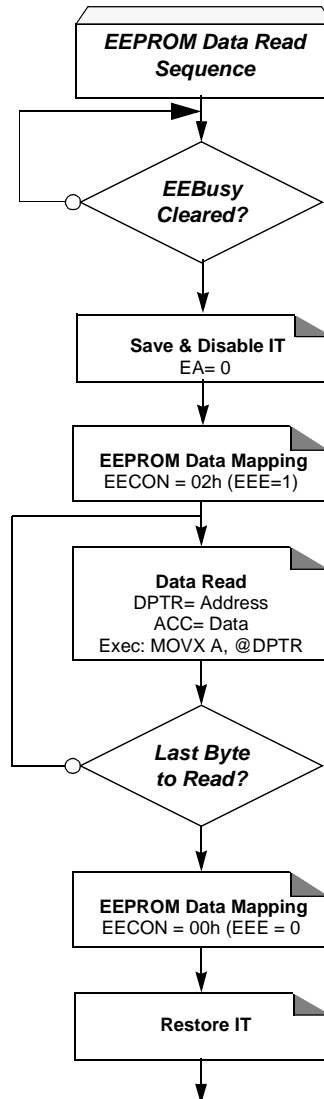 EEPROM Data Read
Sequence
EEBusy
Cleared?
Save & Disable IT
EA= 0
EEPROM Data Mapping
EECON = 02h (EEE=1)
Data Read
DPTR= Address
ACC= Data
Exec: MOVX A, @DPTR
Last Byte
to Read?
EEPROM Data Mapping
EECON = 00h (EEE = 0
Restore IT